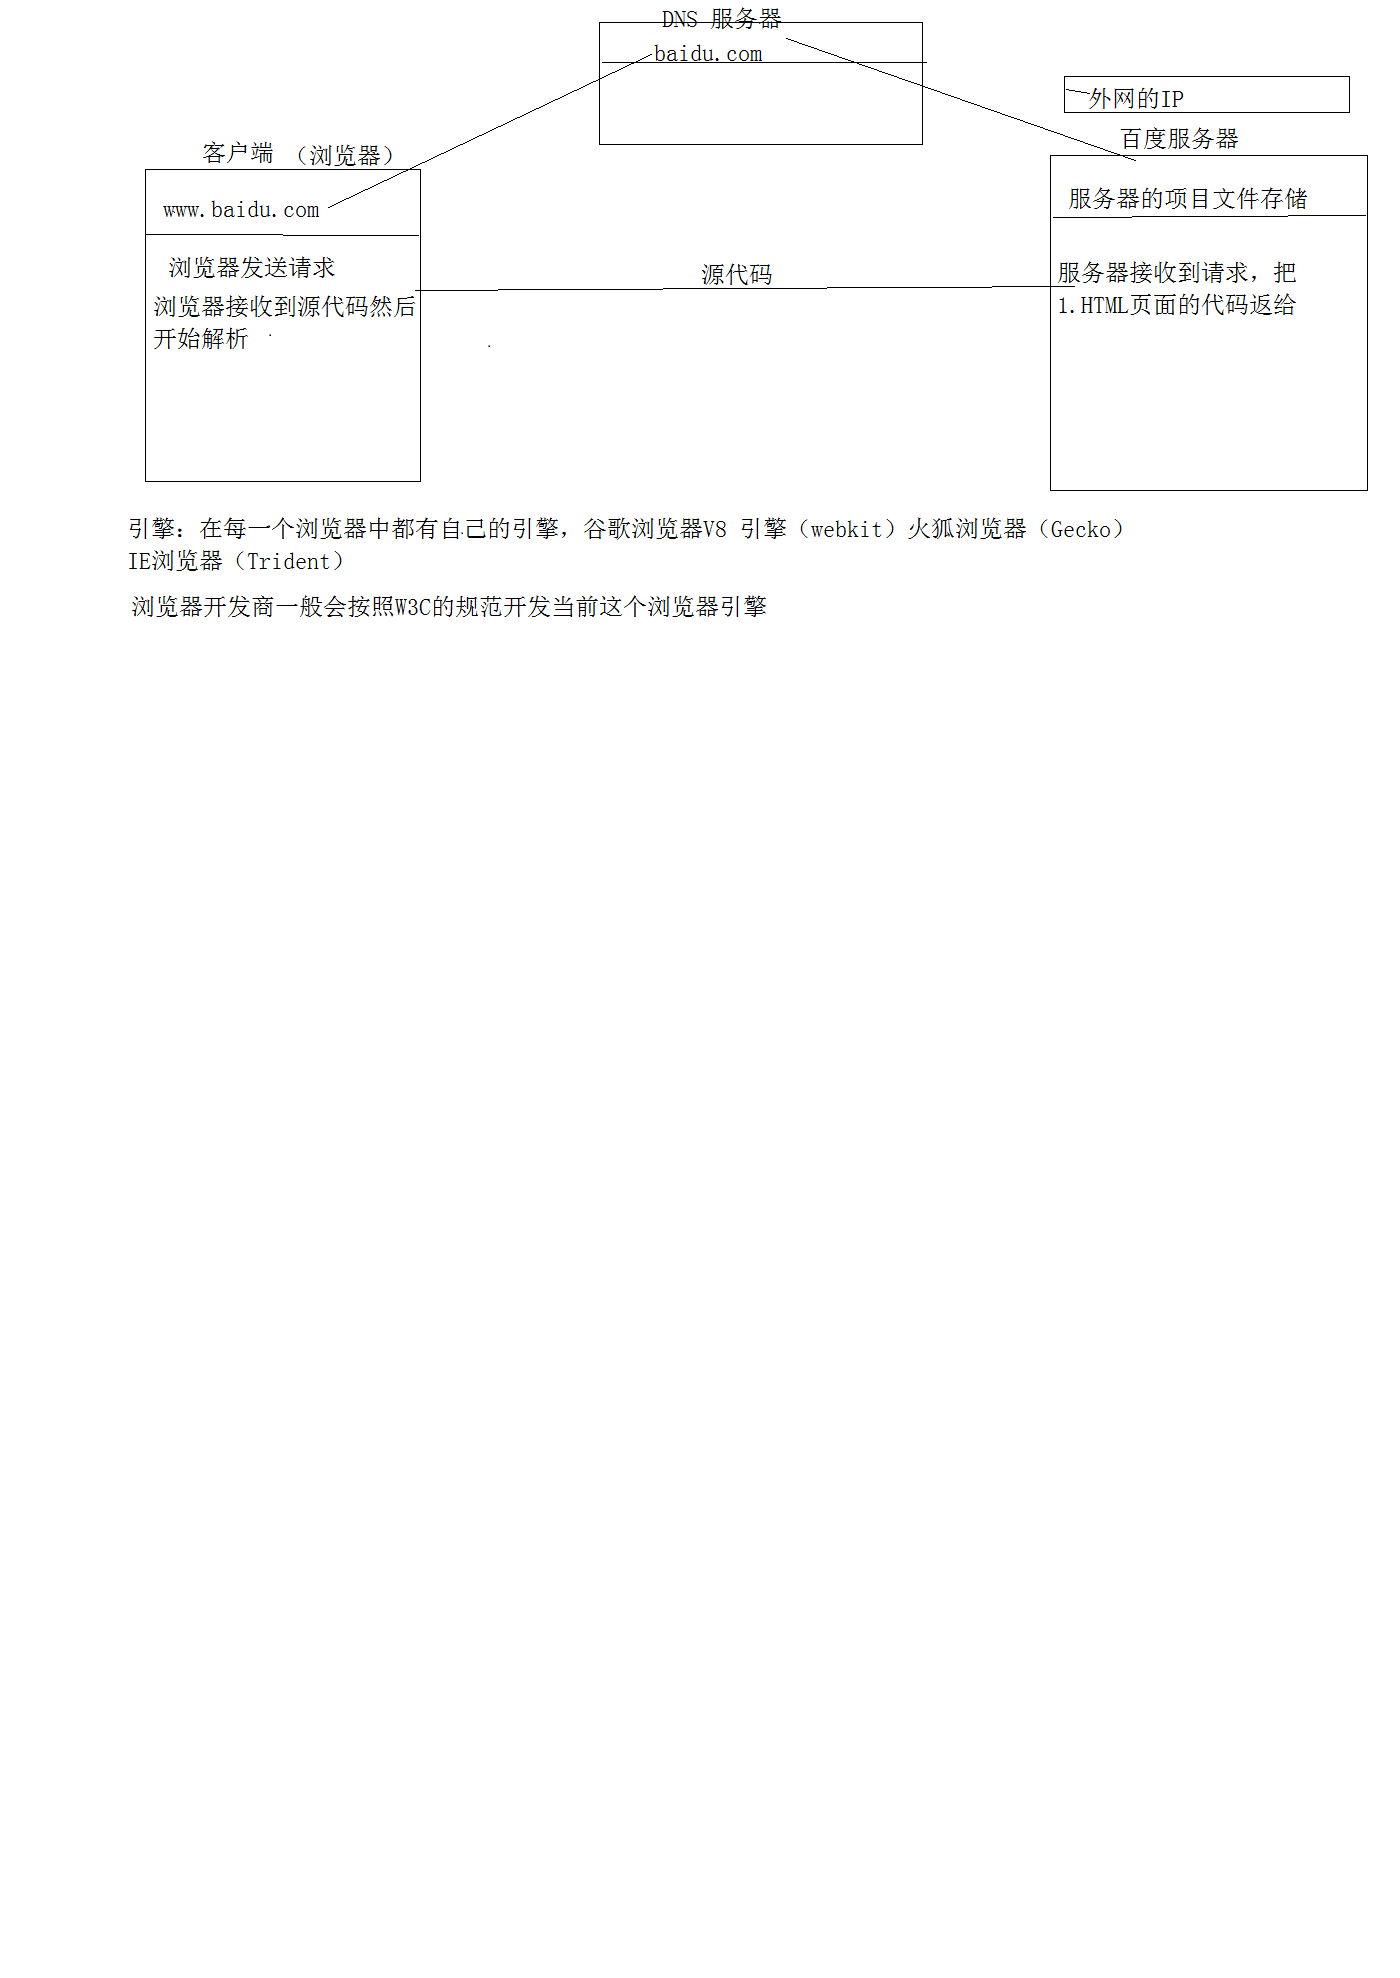 DNS 服务器
baidu.com
外网的IP
百度服务器
客户端 （浏览器）
www.baidu.com
服务器的项目文件存储
浏览器发送请求
浏览器接收到源代码然后
开始解析
源代码
服务器接收到请求，把
1.HTML页面的代码返给
引擎：在每一个浏览器中都有自己的引擎，谷歌浏览器V8 引擎（webkit）火狐浏览器（Gecko）
IE浏览器（Trident）
浏览器开发商一般会按照W3C的规范开发当前这个浏览器引擎